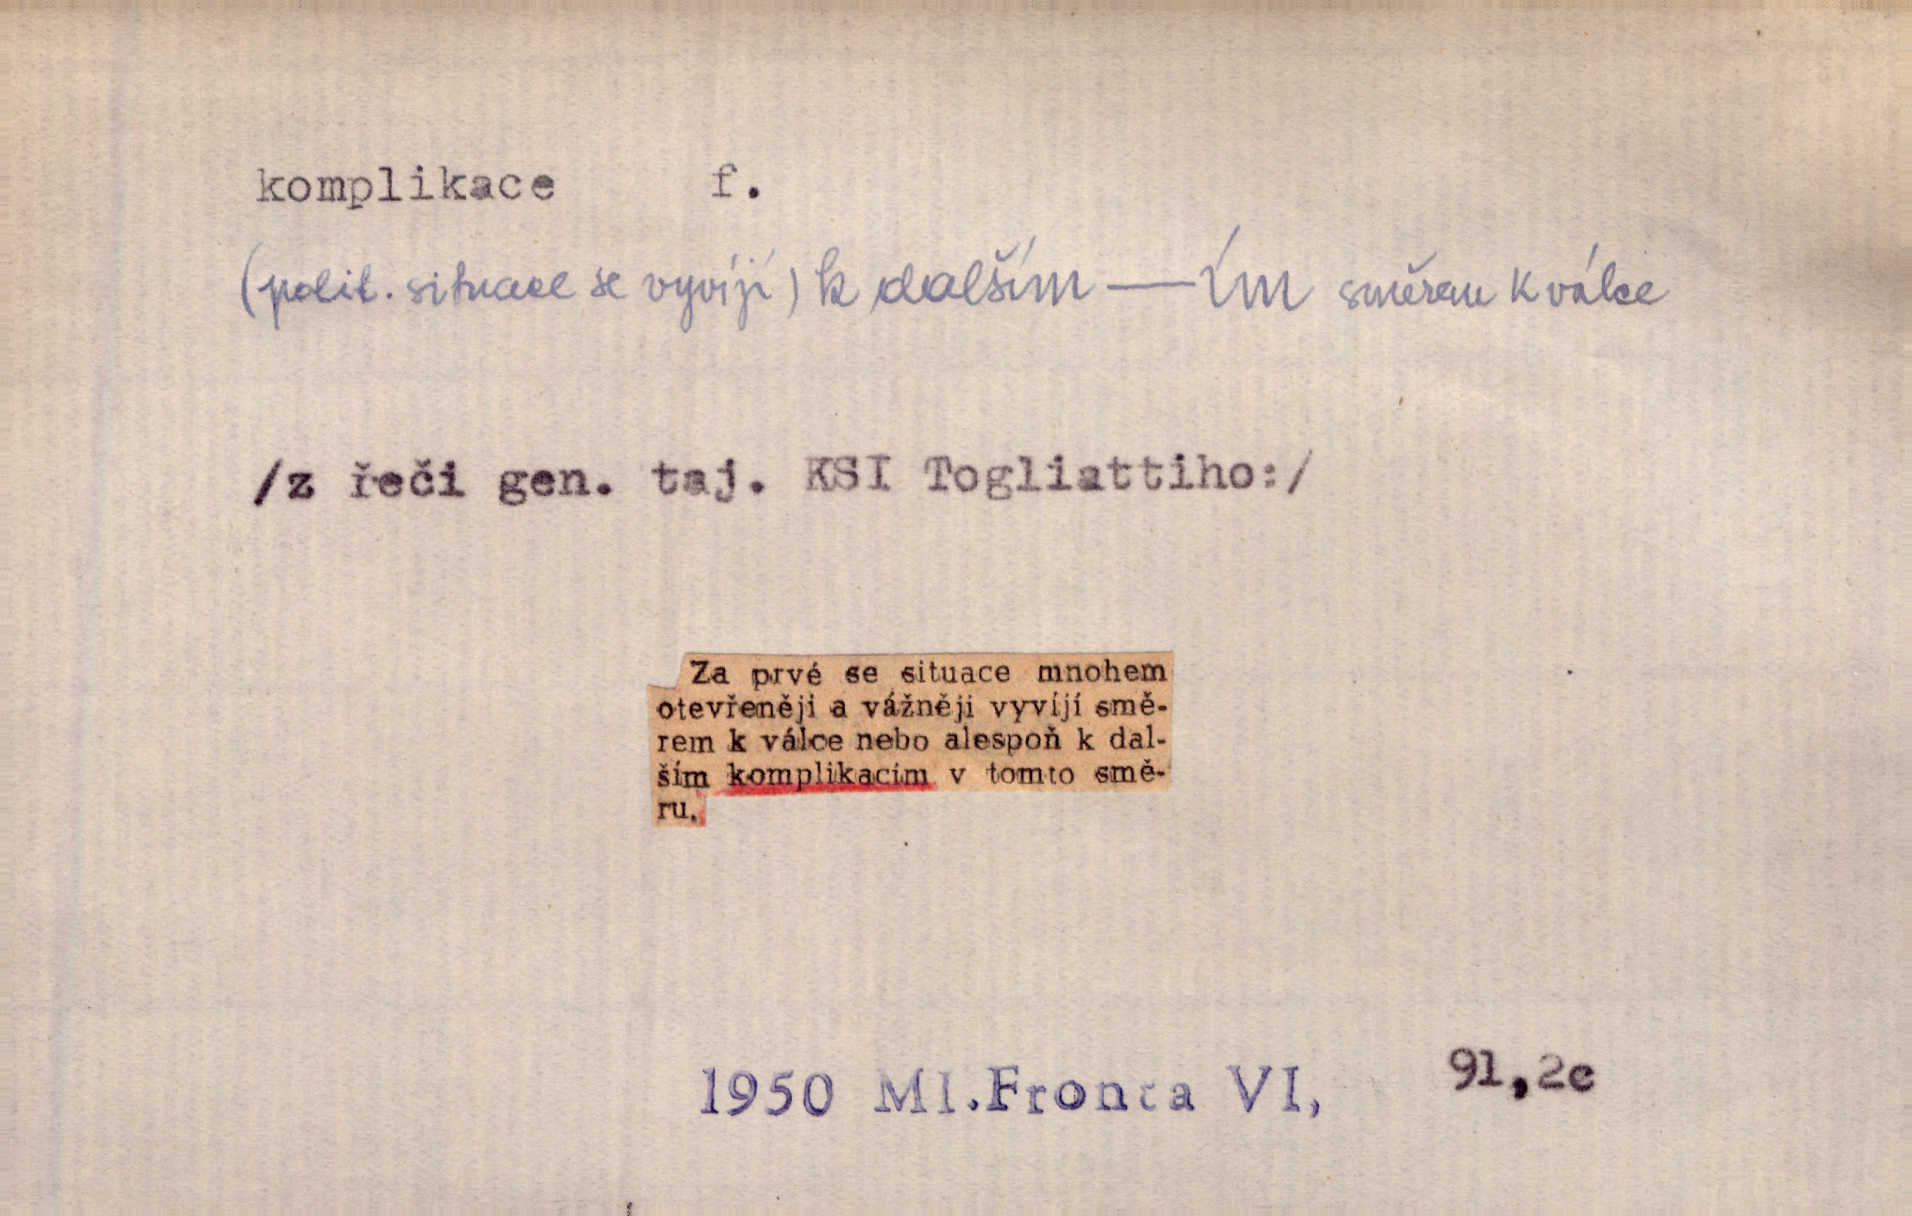 komplikace f.
(polit. situace se vyvíjí) k dalším —ím směrem k válce
/z řeči gen. taj. KSI Togliattiho:/
Za prvé se situace mnohem
otevřeněji a vážněji vyvíjí smě-
rem k válce nebo alespoň k dal-
ším komplikacím v tomto smě-
ru.
1950 Ml.Fronta VI, 91,2c